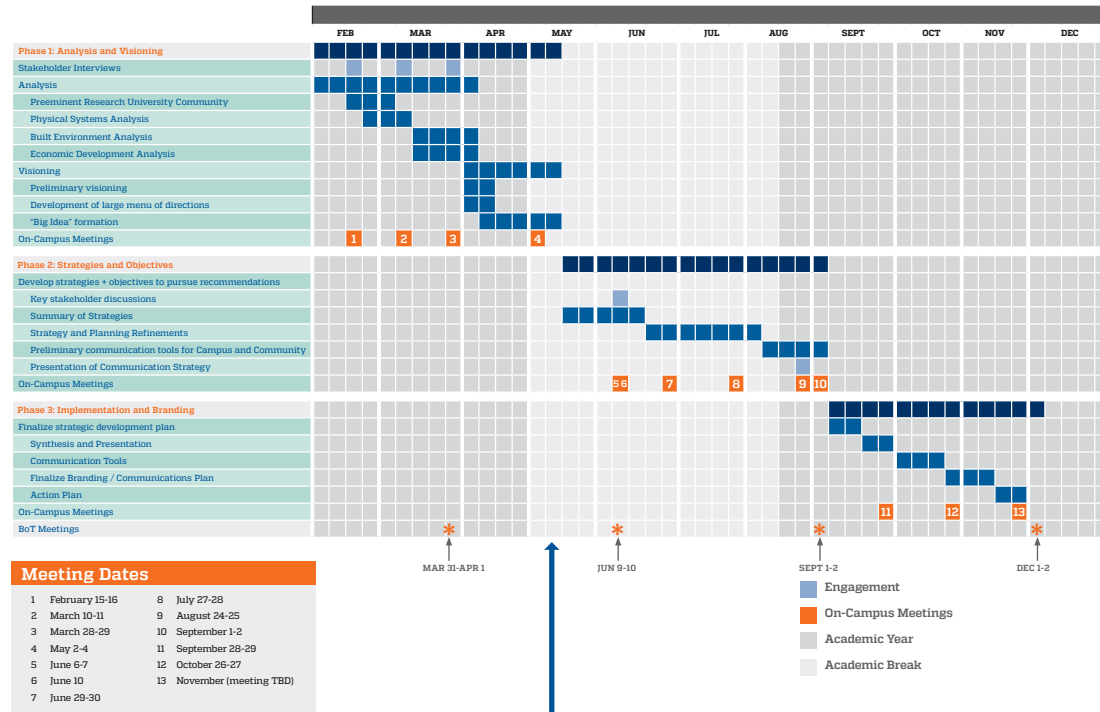 FEB MAR APR MAY JUN JUL AUG SEPT OCT NOV DEC
Phase 1: Analysis and Visioning
Stakeholder Interviews
Analysis
Preeminent Research University Community
Physical Systems Analysis
Built Environment Analysis
Economic Development Analysis
Visioning
Preliminary visioning
Development of large menu of directions
"Big Idea" formation
On-Campus Meetings 1 2 3 4
Phase 2: Strategies and Objectives
Develop strategies + objectives to pursue recommendations
Key stakeholder discussions
Summary of Strategies
Strategy and Planning Refinements
Preliminary communication tools for Campus and Community
Presentation of Communication Strategy
On-Campus Meetings 5 6 7 8 9 10
Phase 3: Implementation and Branding
Finalize strategic development plan
Synthesis and Presentation
Communication Tools
Finalize Branding / Communications Plan
Action Plan
On-Campus Meetings 11 12 13
BoT Meetings * * * *
MAR 31-APR 1 JUN 9-10 SEPT 1-2 DEC 1-2
Meeting Dates
1 February 15-16
2 March 10-11
3 March 28-29
4 May 2-4
5 June 6-7
6 June 10
7 June 29-30
8 July 27-28
9 August 24-25
10 September 1-2
11 September 28-29
12 October 26-27
13 November (meeting TBD)
Engagement
On-Campus Meetings
Academic Year
Academic Break